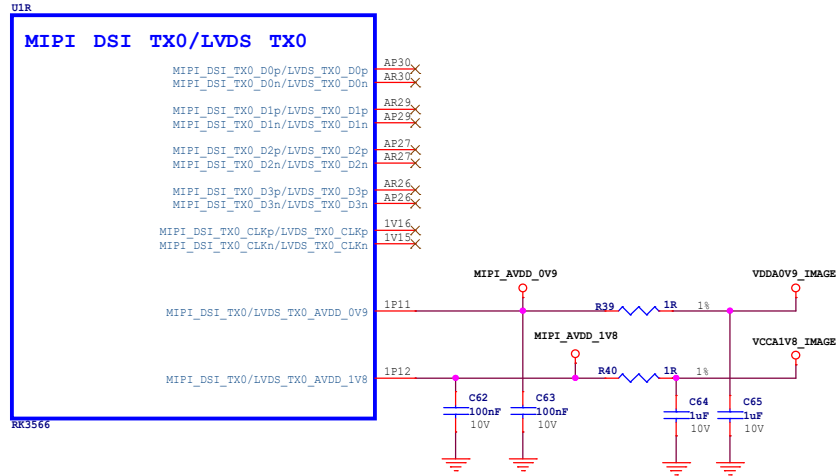 U1R
MIPI DSI TX0/LVDS TX0
MIPI_DSI_TX0_D0p/LVDS_TX0_D0p AP30
MIPI_DSI_TX0_D0n/LVDS_TX0_D0n AR30
MIPI_DSI_TX0_D1p/LVDS_TX0_D1p AR29
MIPI_DSI_TX0_D1n/LVDS_TX0_D1n AP29
MIPI_DSI_TX0_D2p/LVDS_TX0_D2p AP27
MIPI_DSI_TX0_D2n/LVDS_TX0_D2n AR27
MIPI_DSI_TX0_D3p/LVDS_TX0_D3p AR26
MIPI_DSI_TX0_D3n/LVDS_TX0_D3n AP26
MIPI_DSI_TX0_CLKp/LVDS_TX0_CLKp 1V16
MIPI_DSI_TX0_CLKn/LVDS_TX0_CLKn 1V15
MIPI_AVDD_0V9 VDDA0V9_IMAGE
MIPI_DSI_TX0/LVDS_TX0_AVDD_0V9 1P11 R39 1R 1%
MIPI_AVDD_1V8 VCCA1V8_IMAGE
MIPI_DSI_TX0/LVDS_TX0_AVDD_1V8 1P12 R40 1R 1%
C62 C63 C64 C65
100nF 100nF 1uF 1uF
10V 10V 10V 10V
RK3566